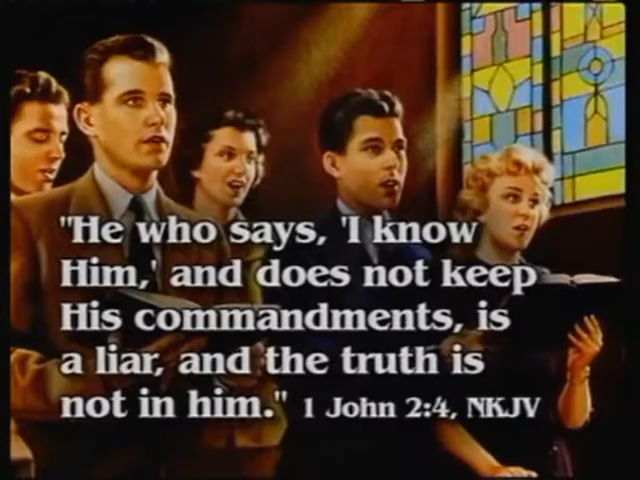 "He who says, 'I know
Him,' and does not keep
His commandments, is
a liar, and the truth is
not in him." 1 John 2:4, NKJV